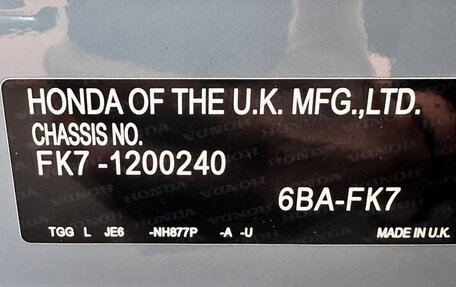 HONDA OF THE U.K. MFG.,LTD.
CHASSIS NO.
FK7 -1200240
6BA-FK7
TGG L JE6 -NH877P -A -U MADE IN U.K.